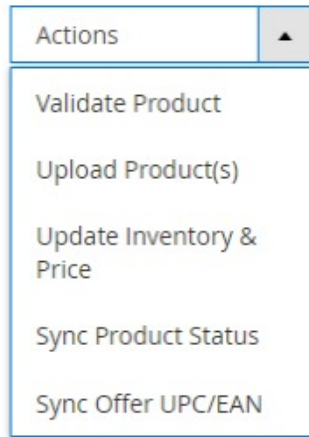 Actions
Validate Product
Upload Product(s)
Update Inventory &
Price
Sync Product Status
Sync Offer UPC/EAN